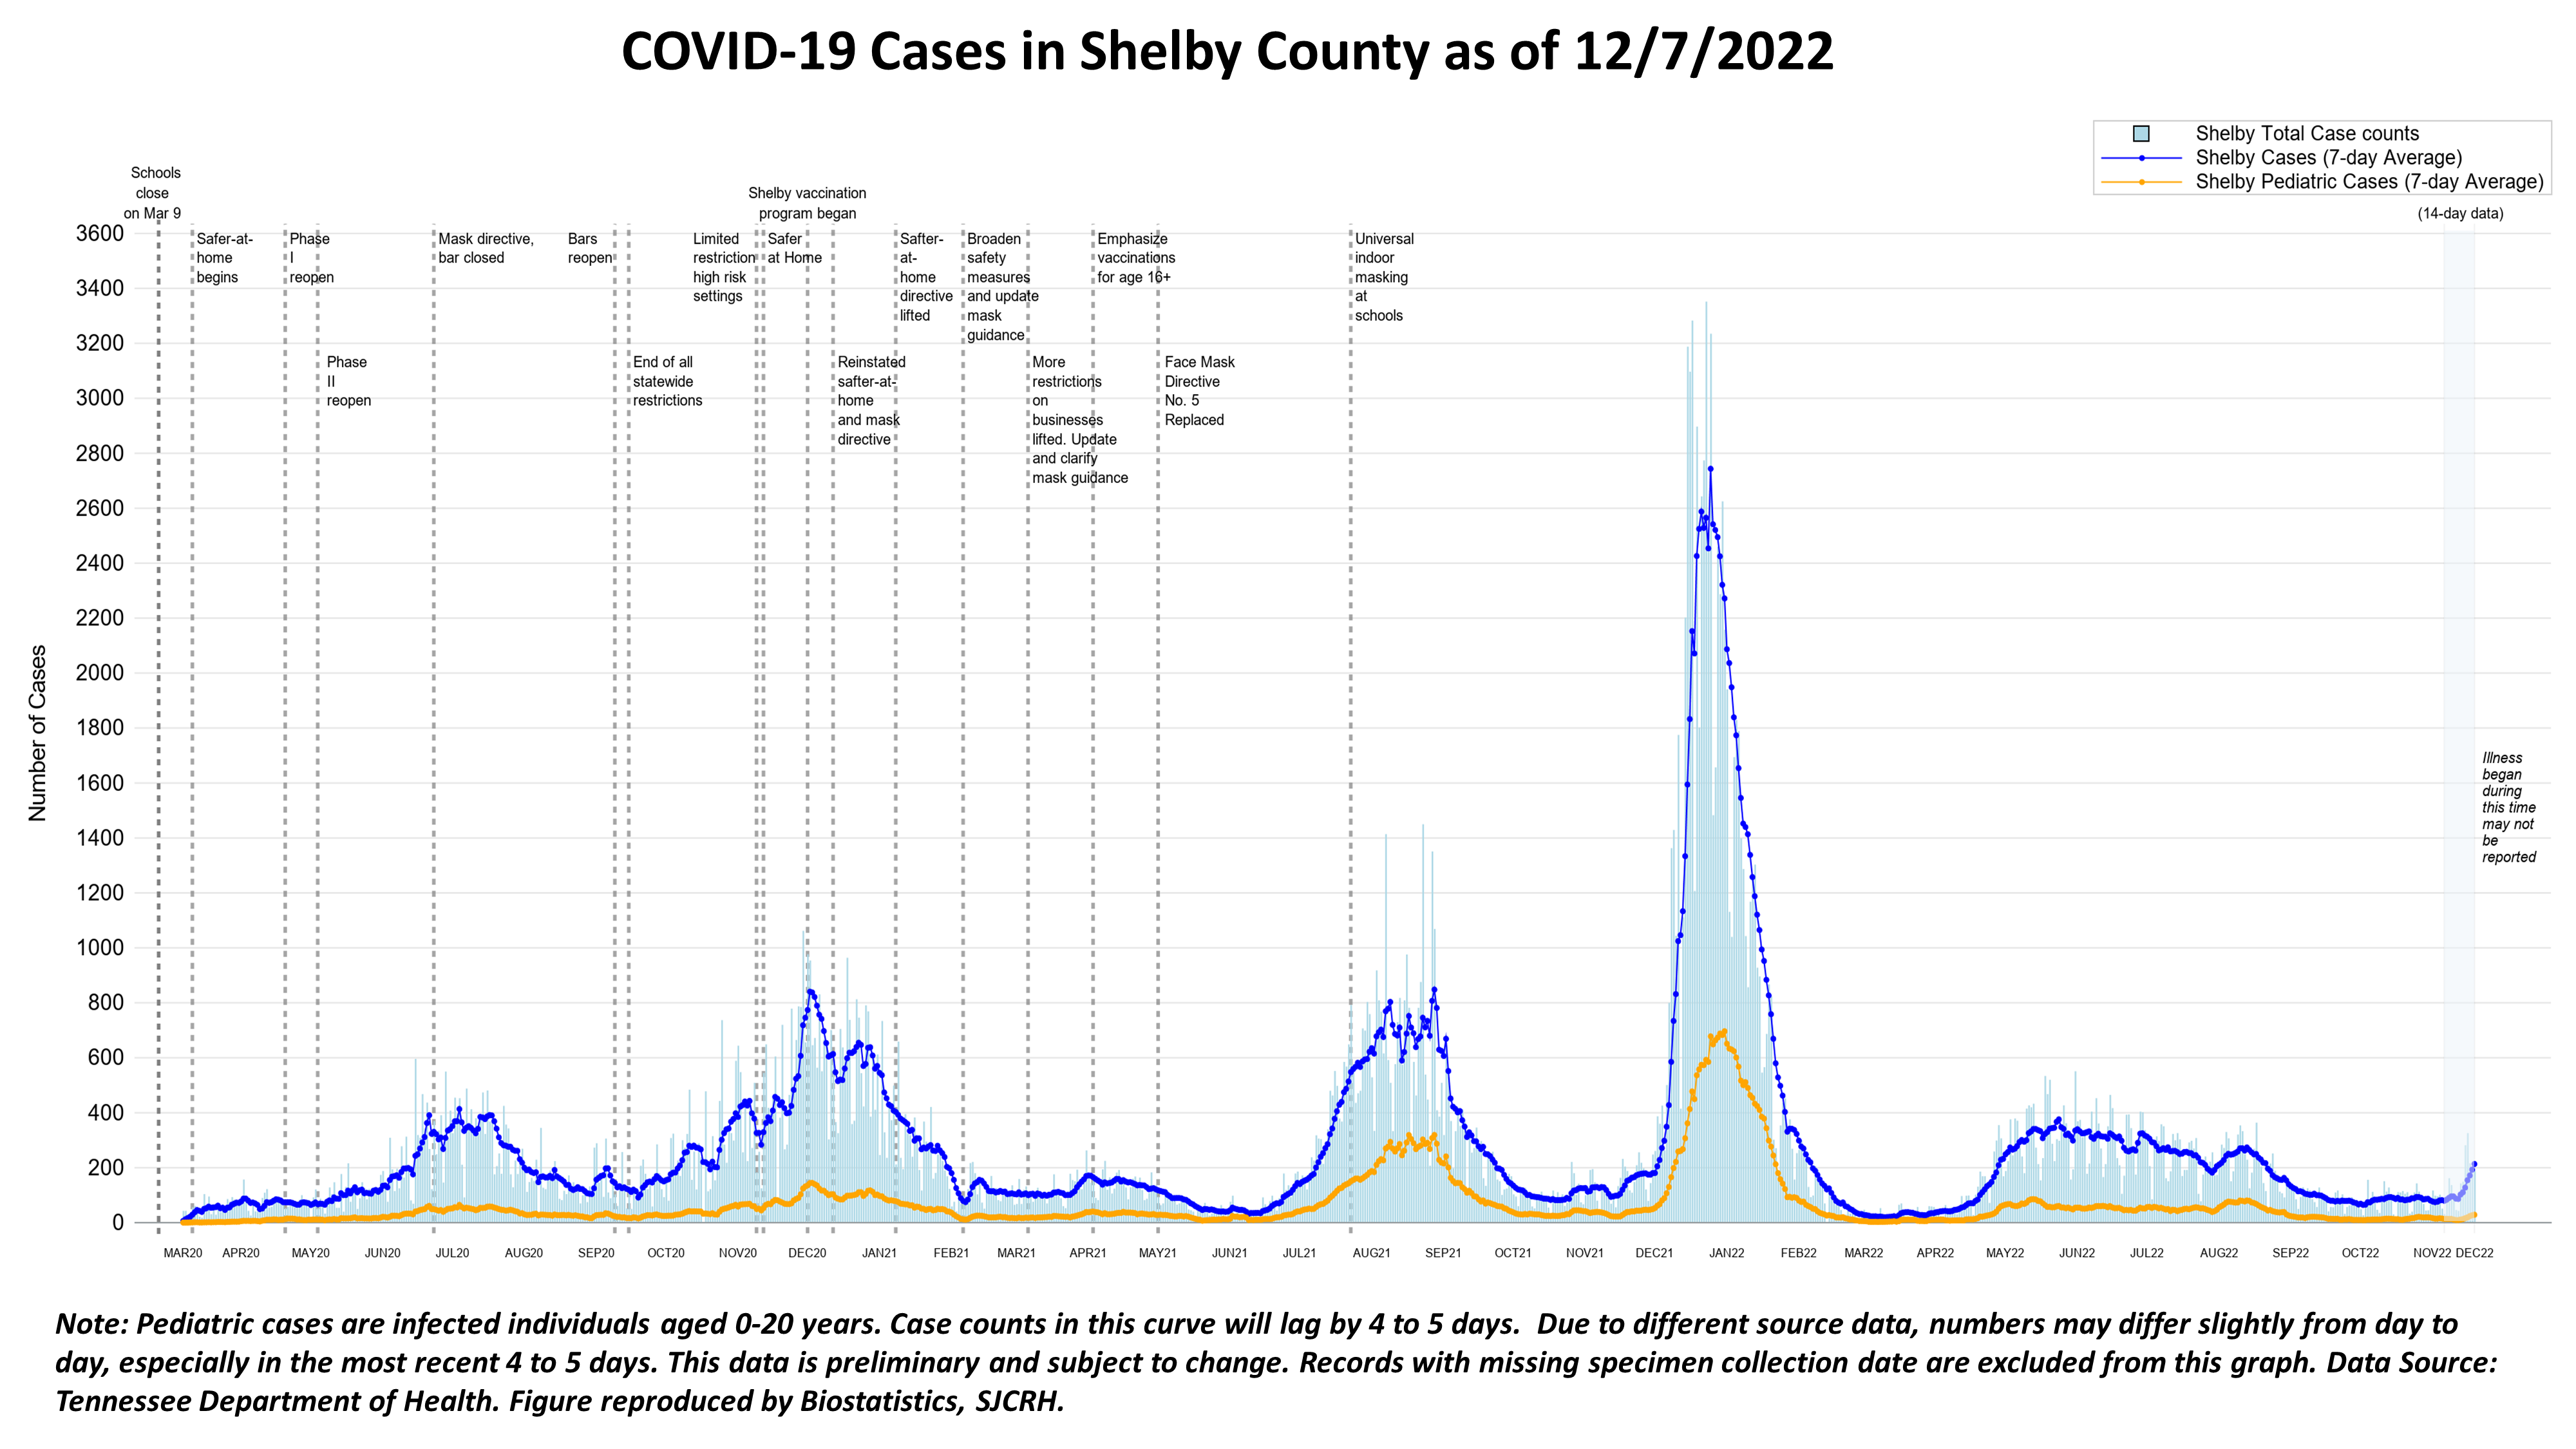 COVID-19 Cases in Shelby County as of 12/7/2022
Shelby Total Case counts
Shelby Cases (7-day Average)
Shelby Pediatric Cases (7-day Average)
Schools
close
on Mar 9
Shelby vaccination
program began
(14-day data)
Safer-at-
home
begins
Phase
I
reopen
Phase
II
reopen
Mask directive,
bar closed
Bars
reopen
End of all
statewide
restrictions
Limited
restriction
high risk
settings
Safer
at Home
Reinstated
safter-at-
home
and mask
directive
Safter-
at-
home
directive
lifted
Broaden
safety
measures
and update
mask
guidance
More
restrictions
on
businesses
lifted. Update
and clarify
mask guidance
Emphasize
vaccinations
for age 16+
Face Mask
Directive
No. 5
Replaced
Universal
indoor
masking
at
schools
Illness
began
during
this time
may not
be
reported
Number of Cases
3600
3400
3200
3000
2800
2600
2400
2200
2000
1800
1600
1400
1200
1000
800
600
400
200
0
MAR20 APR20 MAY20 JUN20 JUL20 AUG20 SEP20 OCT20 NOV20 DEC20 JAN21 FEB21 MAR21 APR21 MAY21 JUN21 JUL21 AUG21 SEP21 OCT21 NOV21 DEC21 JAN22 FEB22 MAR22 APR22 MAY22 JUN22 JUL22 AUG22 SEP22 OCT22 NOV22 DEC22
Note: Pediatric cases are infected individuals aged 0-20 years. Case counts in this curve will lag by 4 to 5 days.  Due to different source data, numbers may differ slightly from day to
day, especially in the most recent 4 to 5 days. This data is preliminary and subject to change. Records with missing specimen collection date are excluded from this graph. Data Source:
Tennessee Department of Health. Figure reproduced by Biostatistics, SJCRH.